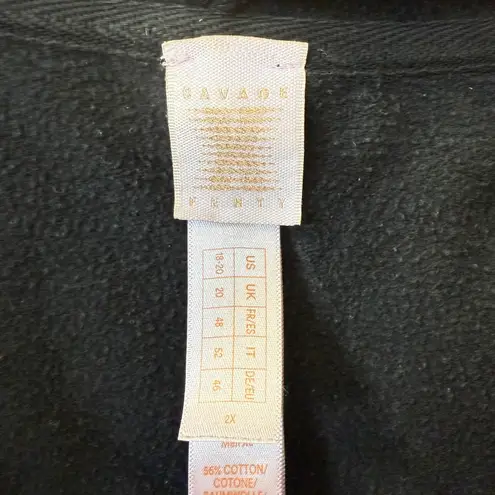 SAVAGE
FENTY
US UK FR/ES IT DE/EU
18-20 20 48 52 46
2X
56% COTTON/
COTONE/